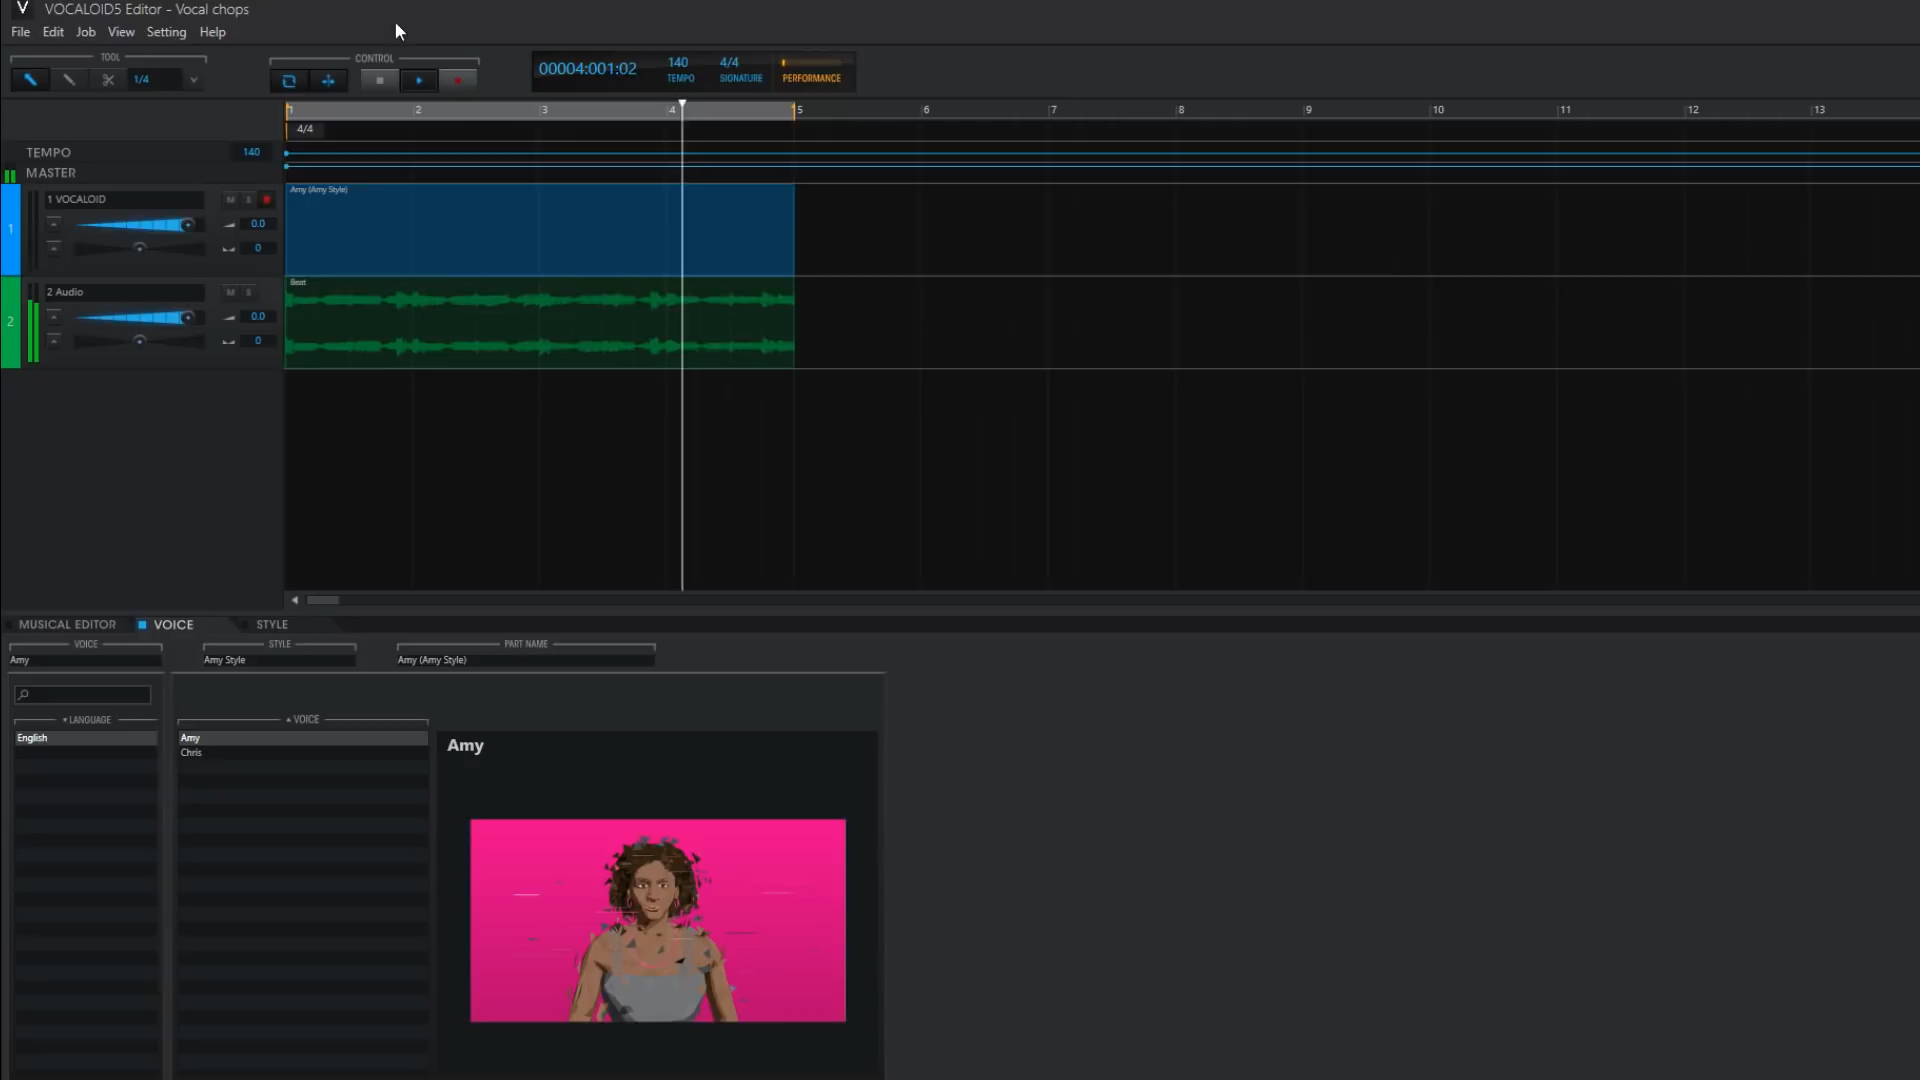 V VOCALOID5 Editor - Vocal chops
File Edit Job View Setting Help
TOOL
CONTROL
1/4
00004:001:02
140
TEMPO
4/4
SIGNATURE
PERFORMANCE
1 2 3 4 5 6 7 8 9 10 11 12 13
4/4
TEMPO 140
MASTER
1
1 VOCALOID M S
0.0
0
Amy (Amy Style)
2
2 Audio M S
0.0
0
Beat
MUSICAL EDITOR VOICE STYLE
VOICE STYLE PART NAME
Amy Amy Style Amy (Amy Style)
LANGUAGE VOICE
English Amy
Chris
Amy